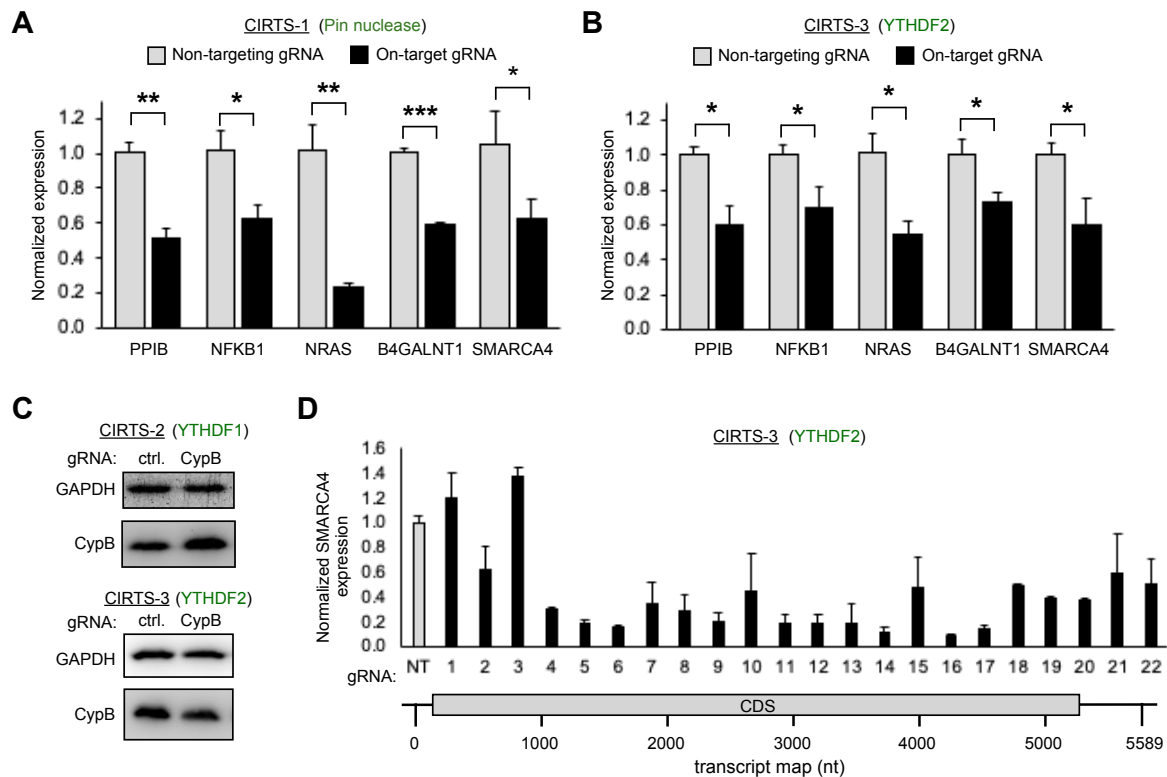 A
CIRTS-1 (Pin nuclease)
Non-targeting gRNA On-target gRNA
** * ** *** *
Normalized expression
1.2
1.0
0.8
0.6
0.4
0.2
0.0
PPIB NFKB1 NRAS B4GALNT1 SMARCA4
B
CIRTS-3 (YTHDF2)
Non-targeting gRNA On-target gRNA
* * * * *
Normalized expression
1.2
1.0
0.8
0.6
0.4
0.2
0.0
PPIB NFKB1 NRAS B4GALNT1 SMARCA4
C
CIRTS-2 (YTHDF1)
gRNA: ctrl. CypB
GAPDH
CypB
CIRTS-3 (YTHDF2)
gRNA: ctrl. CypB
GAPDH
CypB
D
CIRTS-3 (YTHDF2)
Normalized SMARCA4
expression
1.6
1.4
1.2
1.0
0.8
0.6
0.4
0.2
0.0
gRNA: NT 1 2 3 4 5 6 7 8 9 10 11 12 13 14 15 16 17 18 19 20 21 22
CDS
0 1000 2000 3000 4000 5000 5589
transcript map (nt)